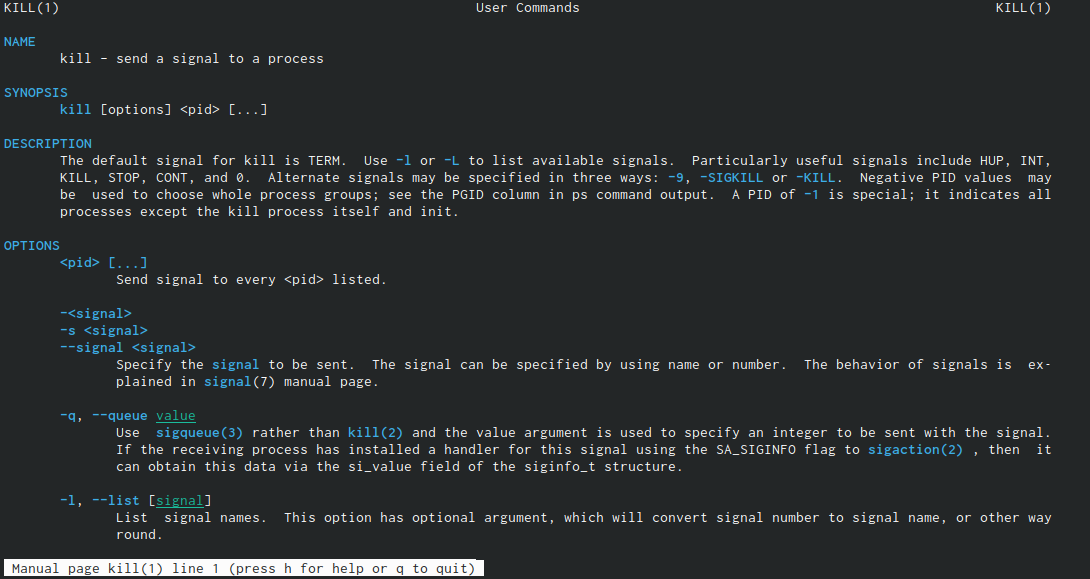 KILL(1) User Commands KILL(1)
NAME
kill - send a signal to a process
SYNOPSIS
kill [options] <pid> [...]
DESCRIPTION
The default signal for kill is TERM. Use -l or -L to list available signals. Particularly useful signals include HUP, INT,
KILL, STOP, CONT, and 0. Alternate signals may be specified in three ways: -9, -SIGKILL or -KILL. Negative PID values may
be used to choose whole process groups; see the PGID column in ps command output. A PID of -1 is special; it indicates all
processes except the kill process itself and init.
OPTIONS
<pid> [...]
Send signal to every <pid> listed.
-<signal>
-s <signal>
--signal <signal>
Specify the signal to be sent. The signal can be specified by using name or number. The behavior of signals is ex-
plained in signal(7) manual page.
-q, --queue value
Use sigqueue(3) rather than kill(2) and the value argument is used to specify an integer to be sent with the signal.
If the receiving process has installed a handler for this signal using the SA_SIGINFO flag to sigaction(2) , then it
can obtain this data via the si_value field of the siginfo_t structure.
-l, --list [signal]
List signal names. This option has optional argument, which will convert signal number to signal name, or other way
round.
Manual page kill(1) line 1 (press h for help or q to quit)